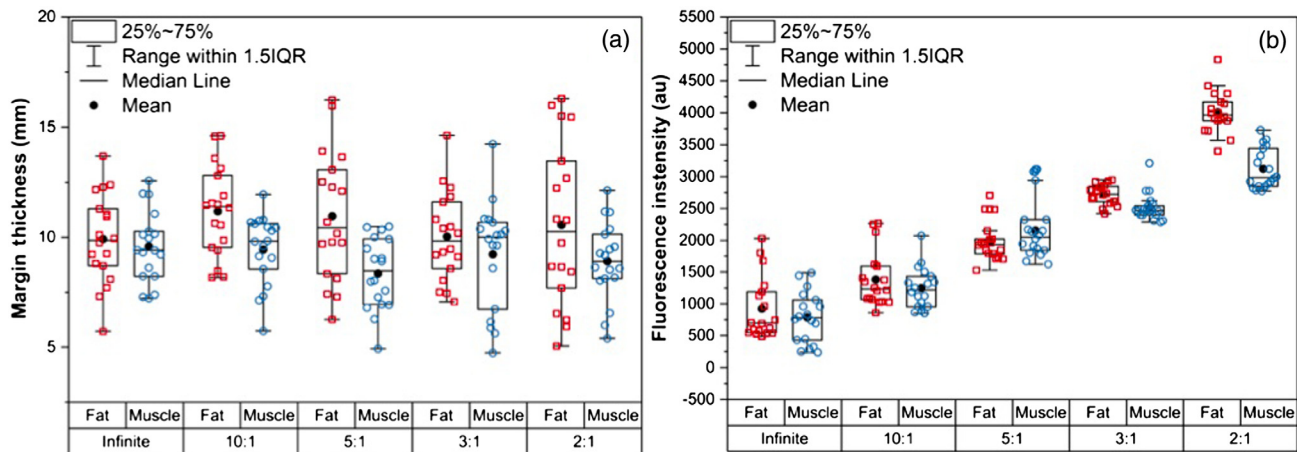 20
15
10
5
Margin thickness (mm)
25%~75%
Range within 1.5IQR
Median Line
Mean
(a)
Fat Muscle Fat Muscle Fat Muscle Fat Muscle Fat Muscle
Infinite 10:1 5:1 3:1 2:1
5500
5000
4500
4000
3500
3000
2500
2000
1500
1000
500
0
-500
Fluorescence instensity (au)
25%~75%
Range within 1.5IQR
Median Line
Mean
(b)
Fat Muscle Fat Muscle Fat Muscle Fat Muscle Fat Muscle
Infinite 10:1 5:1 3:1 2:1